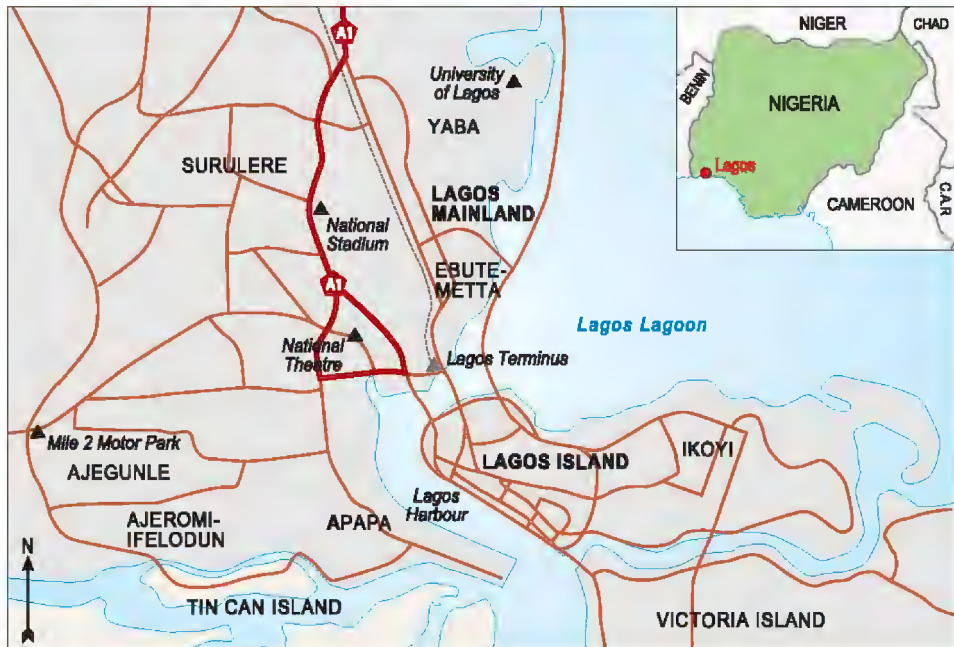 A1
University
of Lagos
YABA
SURULERE
LAGOS
MAINLAND
National
Stadium
EBUTE-
METTA
A1
Lagos Lagoon
National
Theatre
Lagos Terminus
Mile 2 Motor Park
AJEGUNLE
LAGOS ISLAND
IKOYI
Lagos
Harbour
AJEROMI-
IFELODUN
APAPA
N
TIN CAN ISLAND
VICTORIA ISLAND
NIGER
CHAD
BENIN
NIGERIA
Lagos
CAMEROON
C.A.R